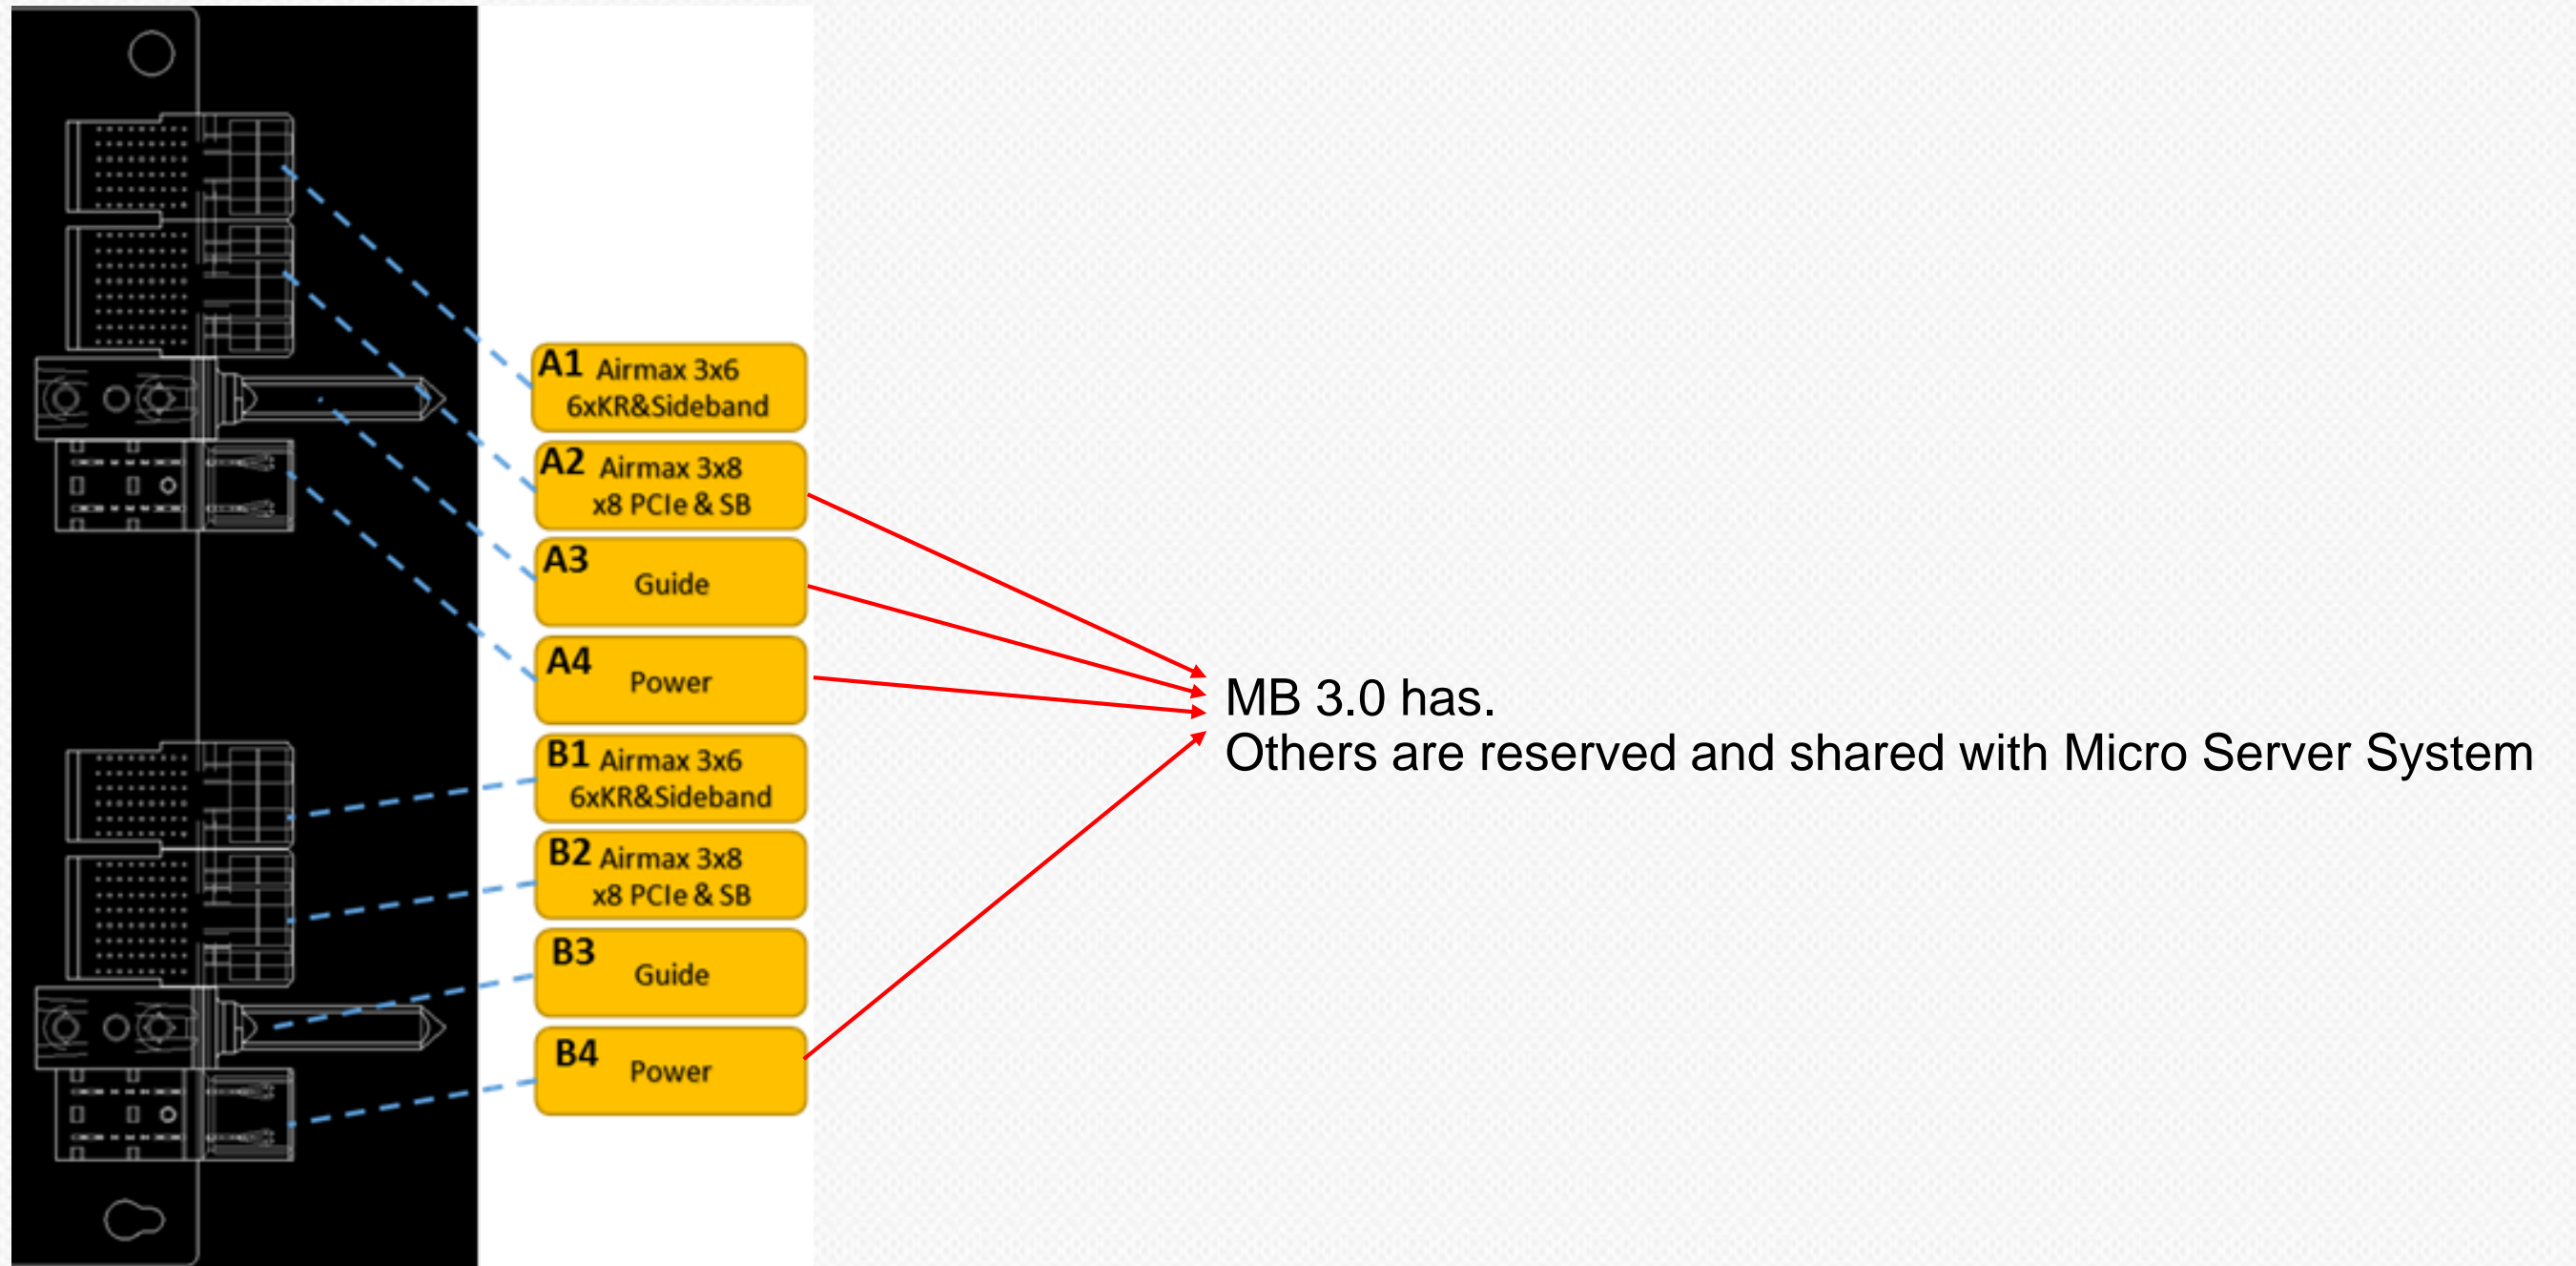 A1 Airmax 3x6
6xKR&Sideband
A2 Airmax 3x8
x8 PCIe & SB
A3 Guide
A4 Power
B1 Airmax 3x6
6xKR&Sideband
B2 Airmax 3x8
x8 PCIe & SB
B3 Guide
B4 Power
MB 3.0 has.
Others are reserved and shared with Micro Server System